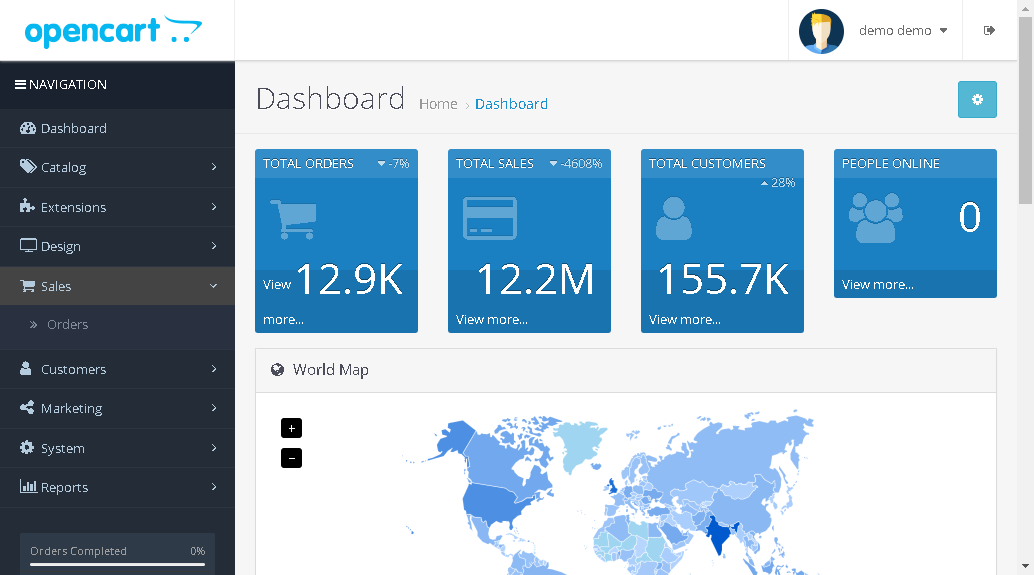 opencart
demo demo
NAVIGATION
Dashboard
Catalog
Extensions
Design
Sales
Orders
Customers
Marketing
System
Reports
Orders Completed 0%
Dashboard Home › Dashboard
TOTAL ORDERS -7%
12.9K
View
more...
TOTAL SALES -4608%
12.2M
View more...
TOTAL CUSTOMERS
28%
155.7K
View more...
PEOPLE ONLINE
0
View more...
World Map
+
−